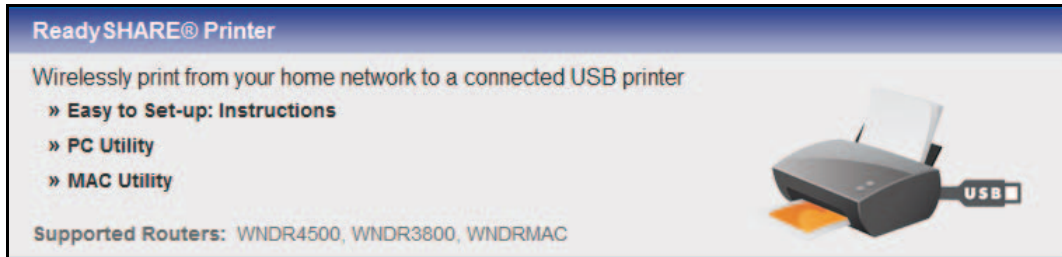 ReadySHARE® Printer
Wirelessly print from your home network to a connected USB printer
» Easy to Set-up: Instructions
» PC Utility
» MAC Utility
USB
Supported Routers: WNDR4500, WNDR3800, WNDRMAC